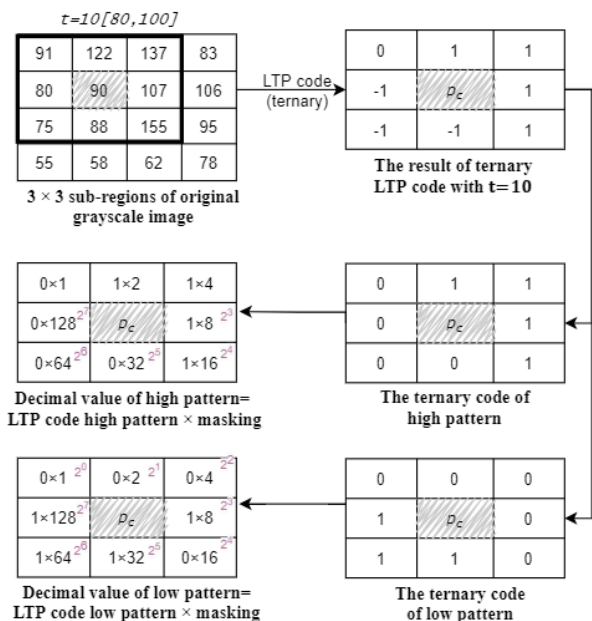 t=10[80,100]
91 122 137 83
80 90 107 106
75 88 155 95
55 58 62 78
3 × 3 sub-regions of original
grayscale image
LTP code
(ternary)
0 1 1
-1 p_c 1
-1 -1 1
The result of ternary
LTP code with t=10
0×1 1×2 1×4
0×128 2^7 p_c 1×8 2^3
0×64 2^6 0×32 2^5 1×16 2^4
Decimal value of high pattern=
LTP code high pattern × masking
0 1 1
0 p_c 1
0 0 1
The ternary code of
high pattern
0×1 2^0 0×2 2^1 0×4 2^2
1×128 2^7 p_c 1×8 2^3
1×64 2^6 1×32 2^5 0×16 2^4
Decimal value of low pattern=
LTP code low pattern × masking
0 0 0
1 p_c 0
1 1 0
The ternary code
of low pattern